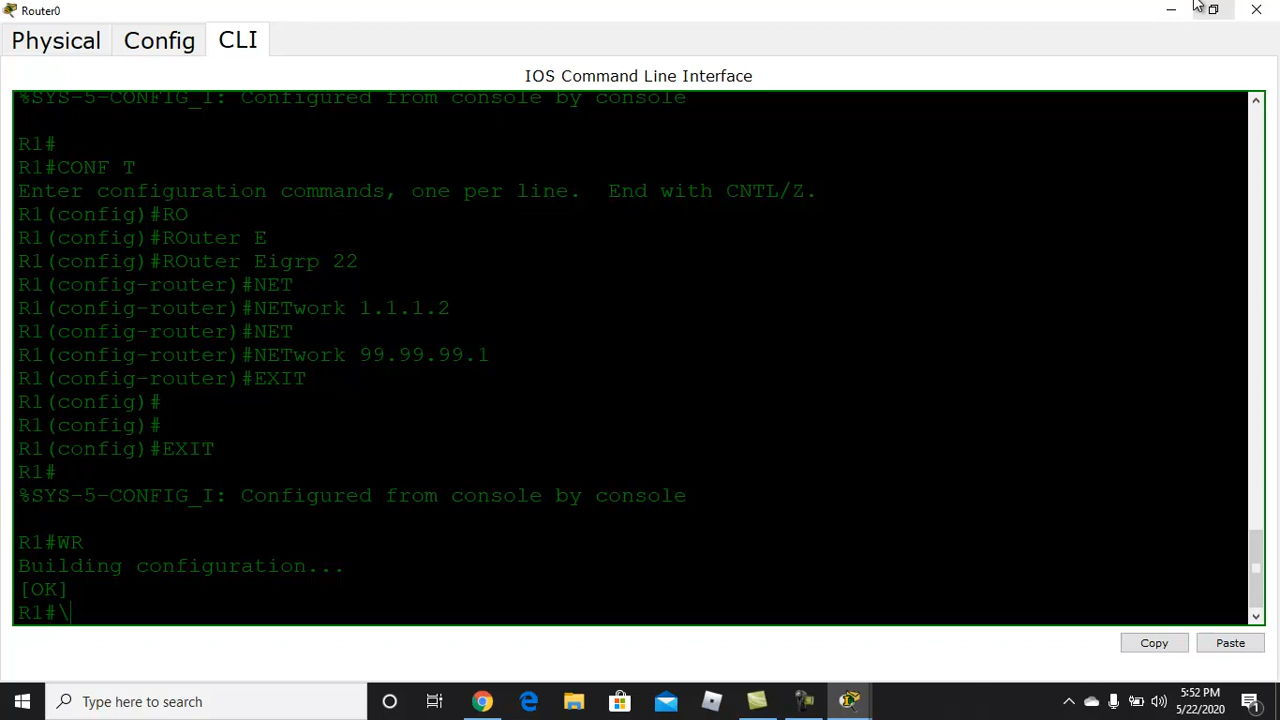 Router0
Physical Config CLI
IOS Command Line Interface
%SYS-5-CONFIG_I: Configured from console by console
R1#
R1#CONF T
Enter configuration commands, one per line.  End with CNTL/Z.
R1(config)#RO
R1(config)#ROuter E
R1(config)#ROuter Eigrp 22
R1(config-router)#NET
R1(config-router)#NETwork 1.1.1.2
R1(config-router)#NET
R1(config-router)#NETwork 99.99.99.1
R1(config-router)#EXIT
R1(config)#
R1(config)#
R1(config)#EXIT
R1#
%SYS-5-CONFIG_I: Configured from console by console
R1#WR
Building configuration...
[OK]
R1#\
Copy Paste
Type here to search
5:52 PM
5/22/2020
1